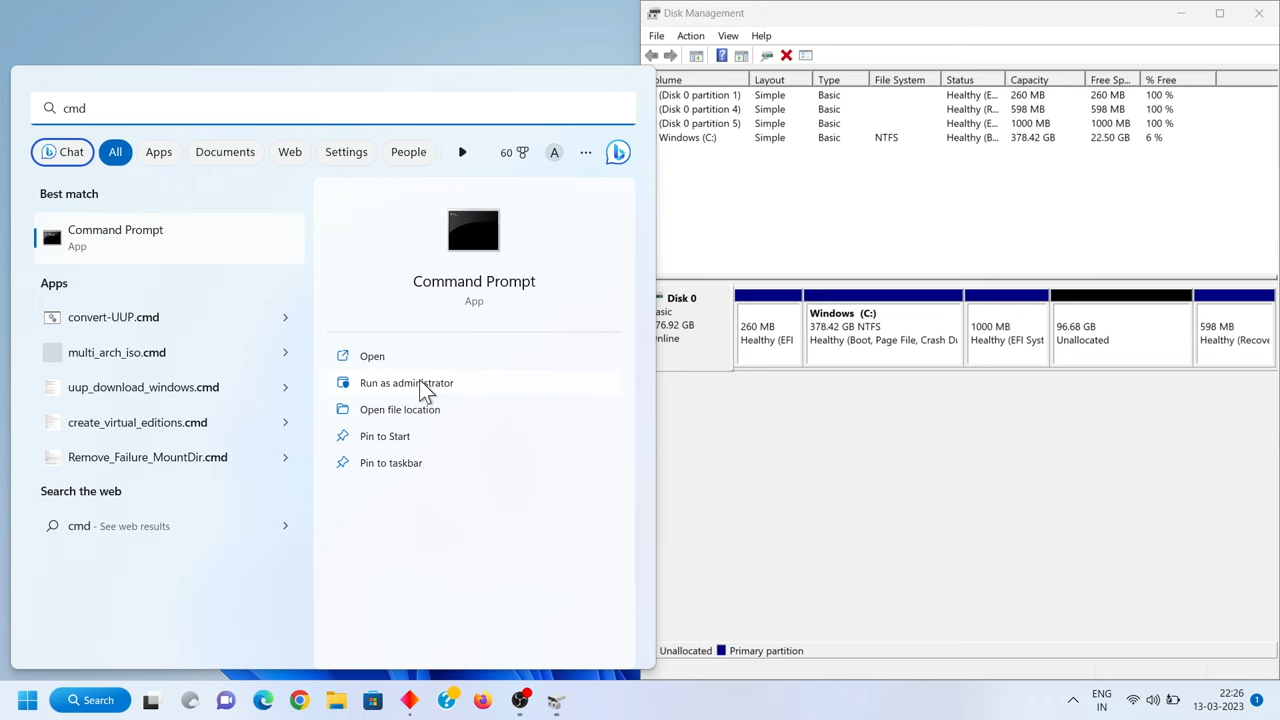 Disk Management
File Action View Help
olume Layout Type File System Status Capacity Free Sp... % Free
(Disk 0 partition 1) Simple Basic Healthy (E... 260 MB 260 MB 100 %
(Disk 0 partition 4) Simple Basic Healthy (R... 598 MB 598 MB 100 %
(Disk 0 partition 5) Simple Basic Healthy (E... 1000 MB 1000 MB 100 %
Windows (C:) Simple Basic NTFS Healthy (B... 378.42 GB 22.50 GB 6 %
Disk 0
asic
76.92 GB
nline
260 MB
Healthy (EFI
Windows (C:)
378.42 GB NTFS
Healthy (Boot, Page File, Crash Du
1000 MB
Healthy (EFI Syst
96.68 GB
Unallocated
598 MB
Healthy (Recove
Unallocated Primary partition
cmd
Chat All Apps Documents Web Settings People 60 A ...
Best match
Command Prompt
App
Apps
convert-UUP.cmd
multi_arch_iso.cmd
uup_download_windows.cmd
create_virtual_editions.cmd
Remove_Failure_MountDir.cmd
Search the web
cmd - See web results
Command Prompt
App
Open
Run as administrator
Open file location
Pin to Start
Pin to taskbar
Search
ENG
IN
22:26
13-03-2023
1